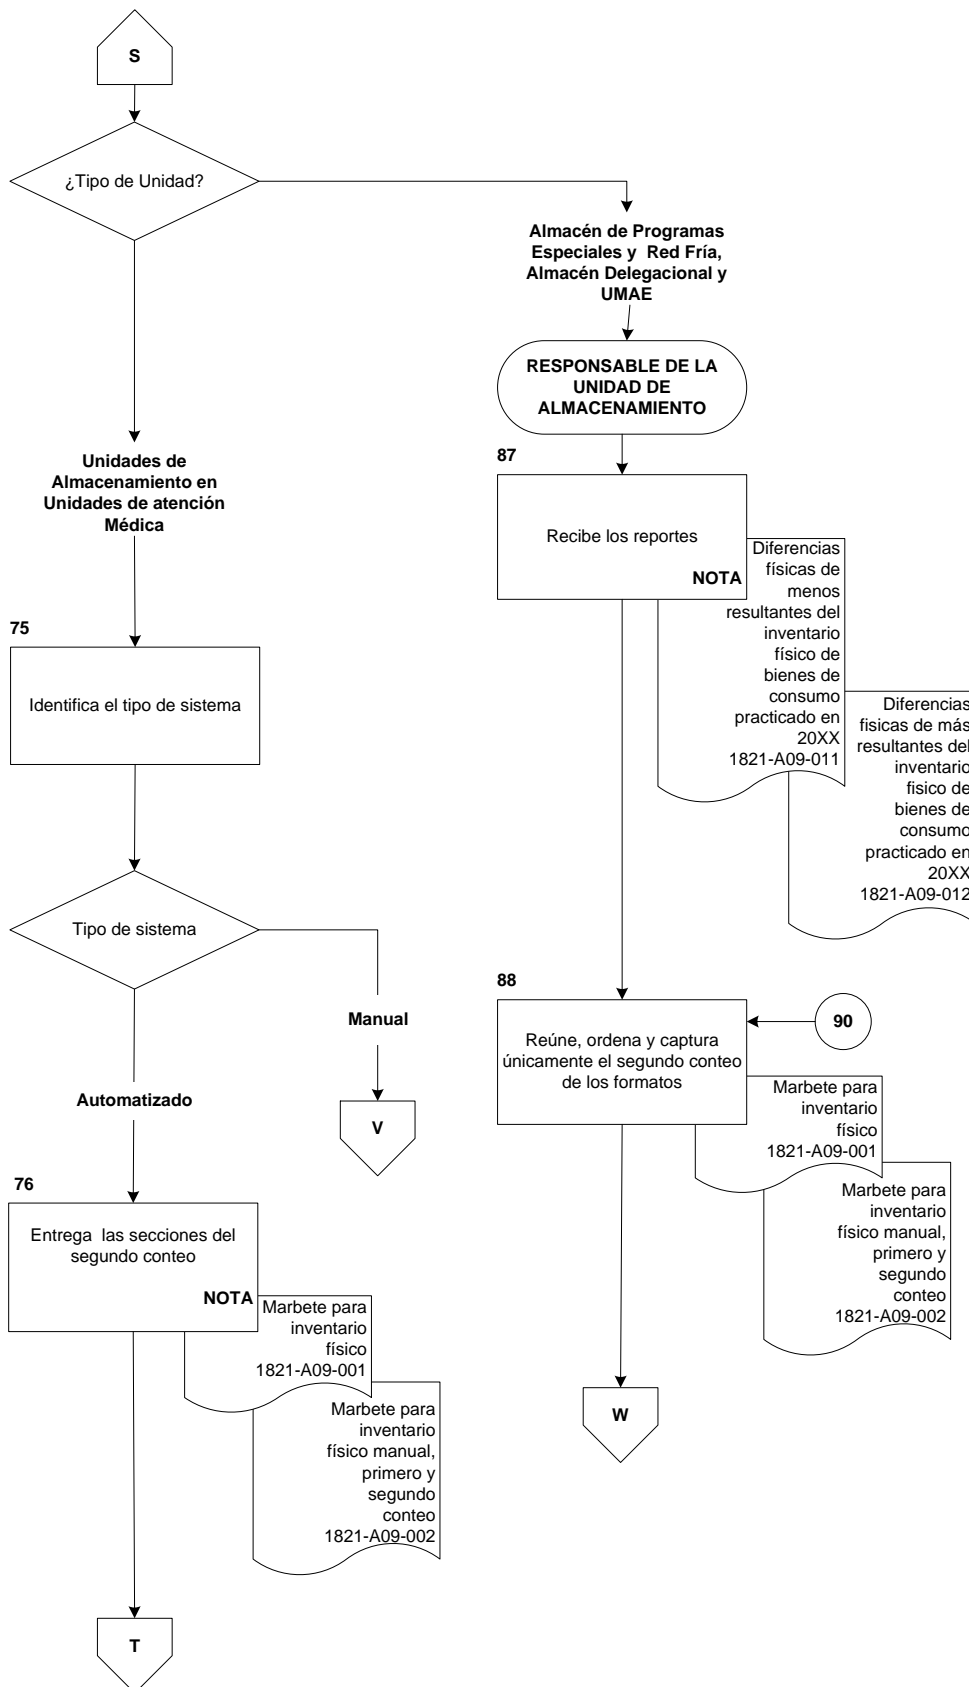 S
¿Tipo de Unidad?
Almacén de Programas
Especiales y Red Fría,
Almacén Delegacional y
UMAE
RESPONSABLE DE LA
UNIDAD DE
ALMACENAMIENTO
Unidades de
Almacenamiento en
Unidades de atención
Médica
87
Recibe los reportes
NOTA
Diferencias
físicas de
menos
resultantes del
inventario
físico de
bienes de
consumo
practicado en
20XX
1821-A09-011
Diferencias
fisicas de más
resultantes del
inventario
fisico de
bienes de
consumo
practicado en
20XX
1821-A09-012
75
Identifica el tipo de sistema
Tipo de sistema
Manual
V
Automatizado
88
Reúne, ordena y captura
únicamente el segundo conteo
de los formatos
90
Marbete para
inventario
físico
1821-A09-001
Marbete para
inventario
físico manual,
primero y
segundo
conteo
1821-A09-002
W
76
Entrega las secciones del
segundo conteo
NOTA
Marbete para
inventario
físico
1821-A09-001
Marbete para
inventario
físico manual,
primero y
segundo
conteo
1821-A09-002
T